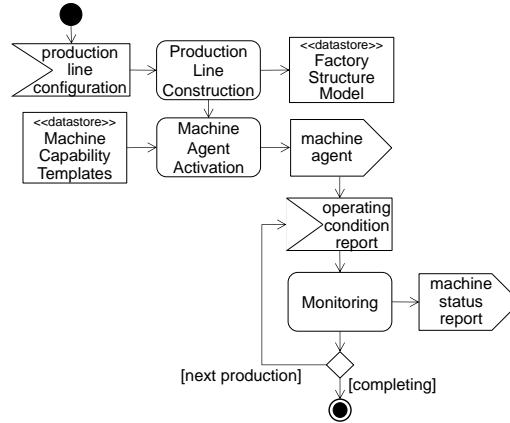 production
line
configuration
Production
Line
Construction
<<datastore>>
Factory
Structure
Model
<<datastore>>
Machine
Capability
Templates
Machine
Agent
Activation
machine
agent
operating
condition
report
Monitoring
machine
status
report
[next production]
[completing]